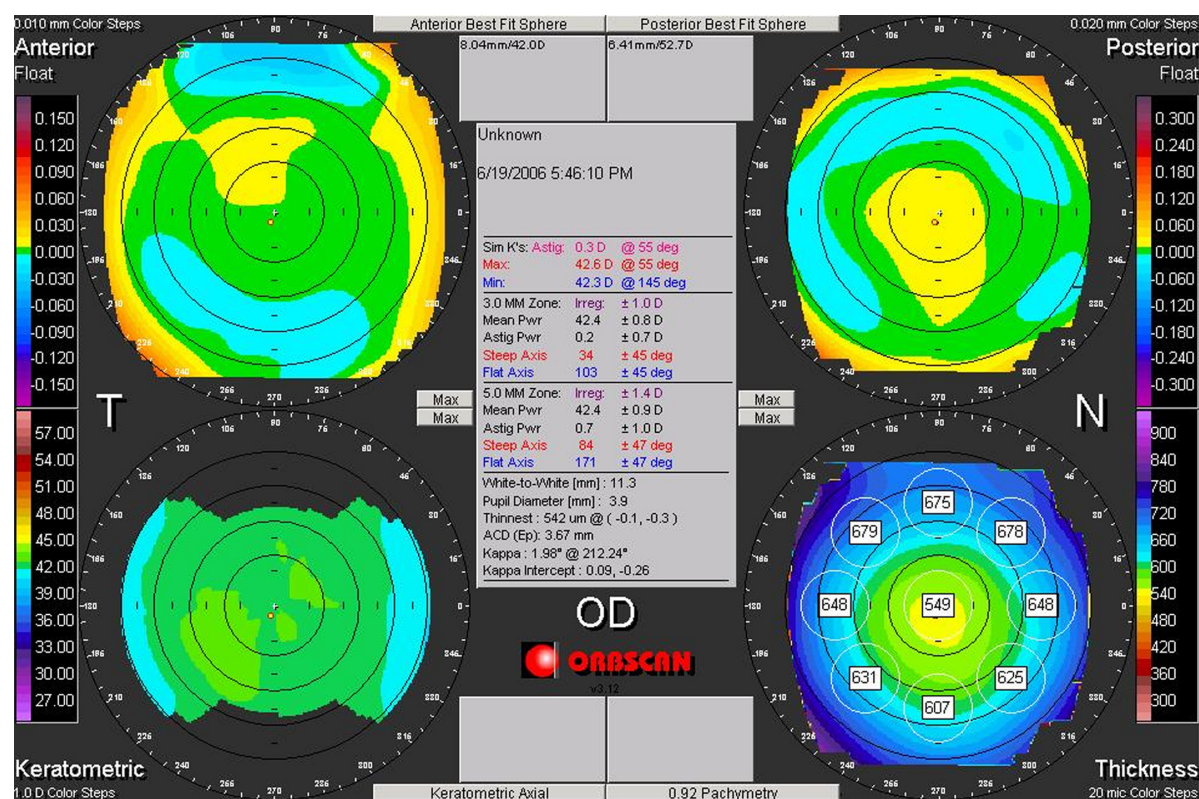 0.010 mm Color Steps
Anterior Best Fit Sphere
Posterior Best Fit Sphere
0.020 mm Color Steps
Anterior
Float
8.04mm/42.0D
6.41mm/52.7D
Posterior
Float
0.150
0.120
0.090
0.060
0.030
0.000
-0.030
-0.060
-0.090
-0.120
-0.150
0.300
0.240
0.180
0.120
0.060
0.000
-0.060
-0.120
-0.180
-0.240
-0.300
Unknown
6/19/2006 5:46:10 PM
Sim K's: Astig: 0.3 D @ 55 deg
Max: 42.6 D @ 55 deg
Min: 42.3 D @ 145 deg
3.0 MM Zone: Irreg: ± 1.0 D
Mean Pwr 42.4 ± 0.8 D
Astig Pwr 0.2 ± 0.7 D
Steep Axis 34 ± 45 deg
Flat Axis 103 ± 45 deg
5.0 MM Zone: Irreg: ± 1.4 D
Mean Pwr 42.4 ± 0.9 D
Astig Pwr 0.7 ± 1.0 D
Steep Axis 84 ± 47 deg
Flat Axis 171 ± 47 deg
White-to-White [mm] : 11.3
Pupil Diameter [mm] : 3.9
Thinnest : 542 um @ ( -0.1, -0.3 )
ACD (Ep): 3.67 mm
Kappa : 1.98° @ 212.24°
Kappa Intercept : 0.09, -0.26
Max
Max
Max
Max
T
N
OD
ORBSCAN
v3.12
57.00
54.00
51.00
48.00
45.00
42.00
39.00
36.00
33.00
30.00
27.00
900
840
780
720
660
600
540
480
420
360
300
675
679
678
648
549
648
631
625
607
Keratometric
1.0 D Color Steps
Keratometric Axial
0.92 Pachymetry
Thickness
20 mic Color Steps